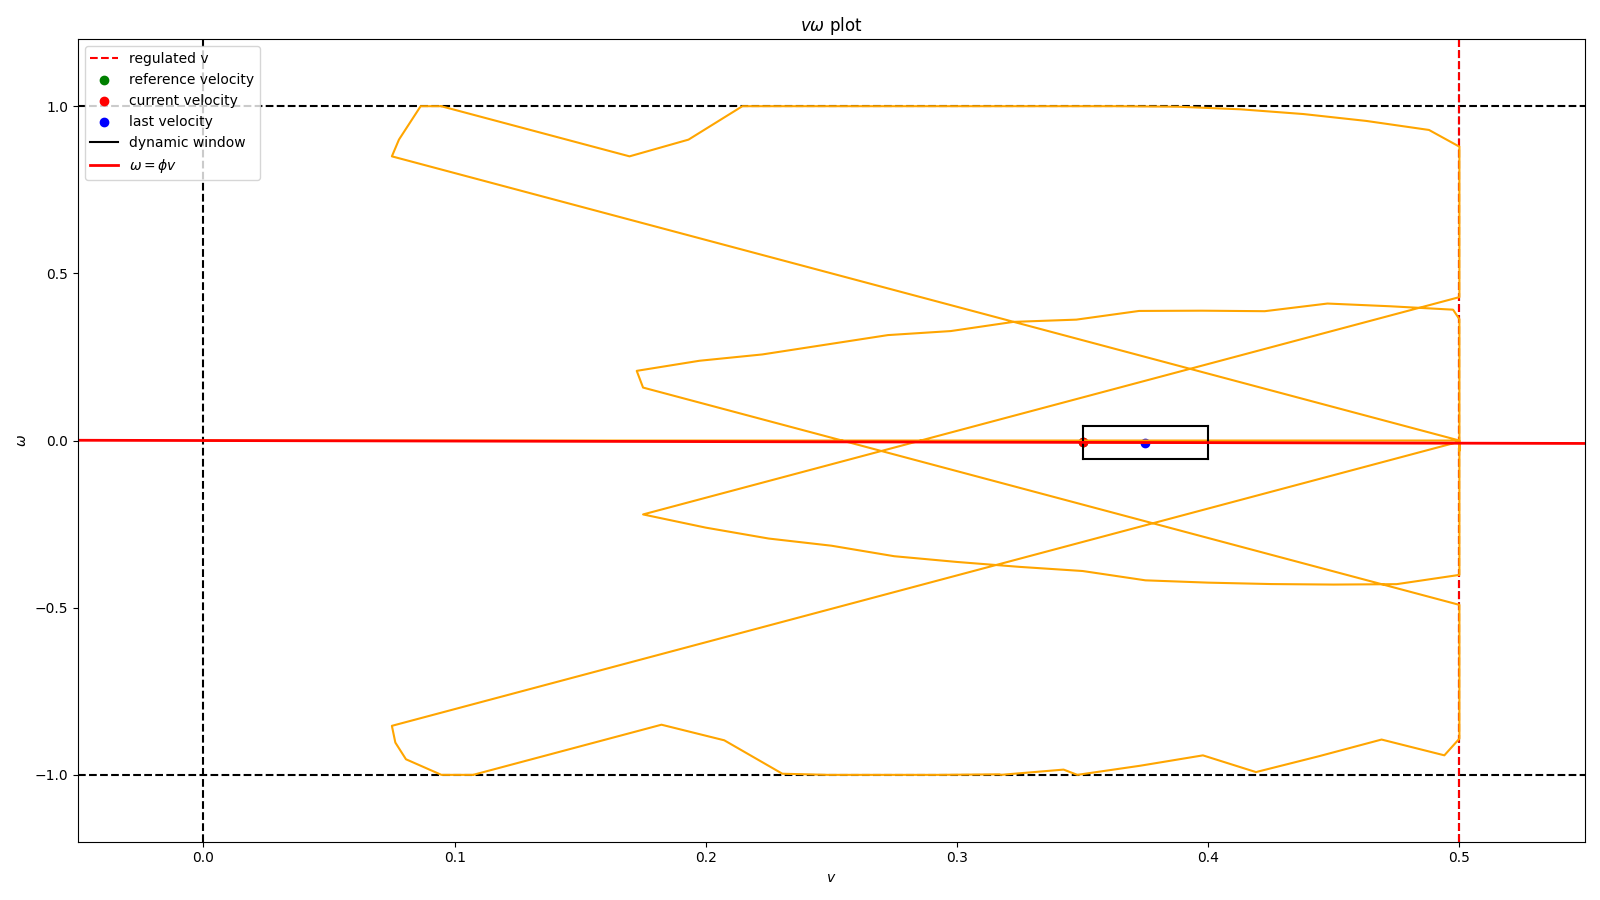 vω plot
regulated v
reference velocity
current velocity
last velocity
dynamic window
ω = ϕv
1.0
0.5
0.0
−0.5
−1.0
ω
0.0 0.1 0.2 0.3 0.4 0.5
v